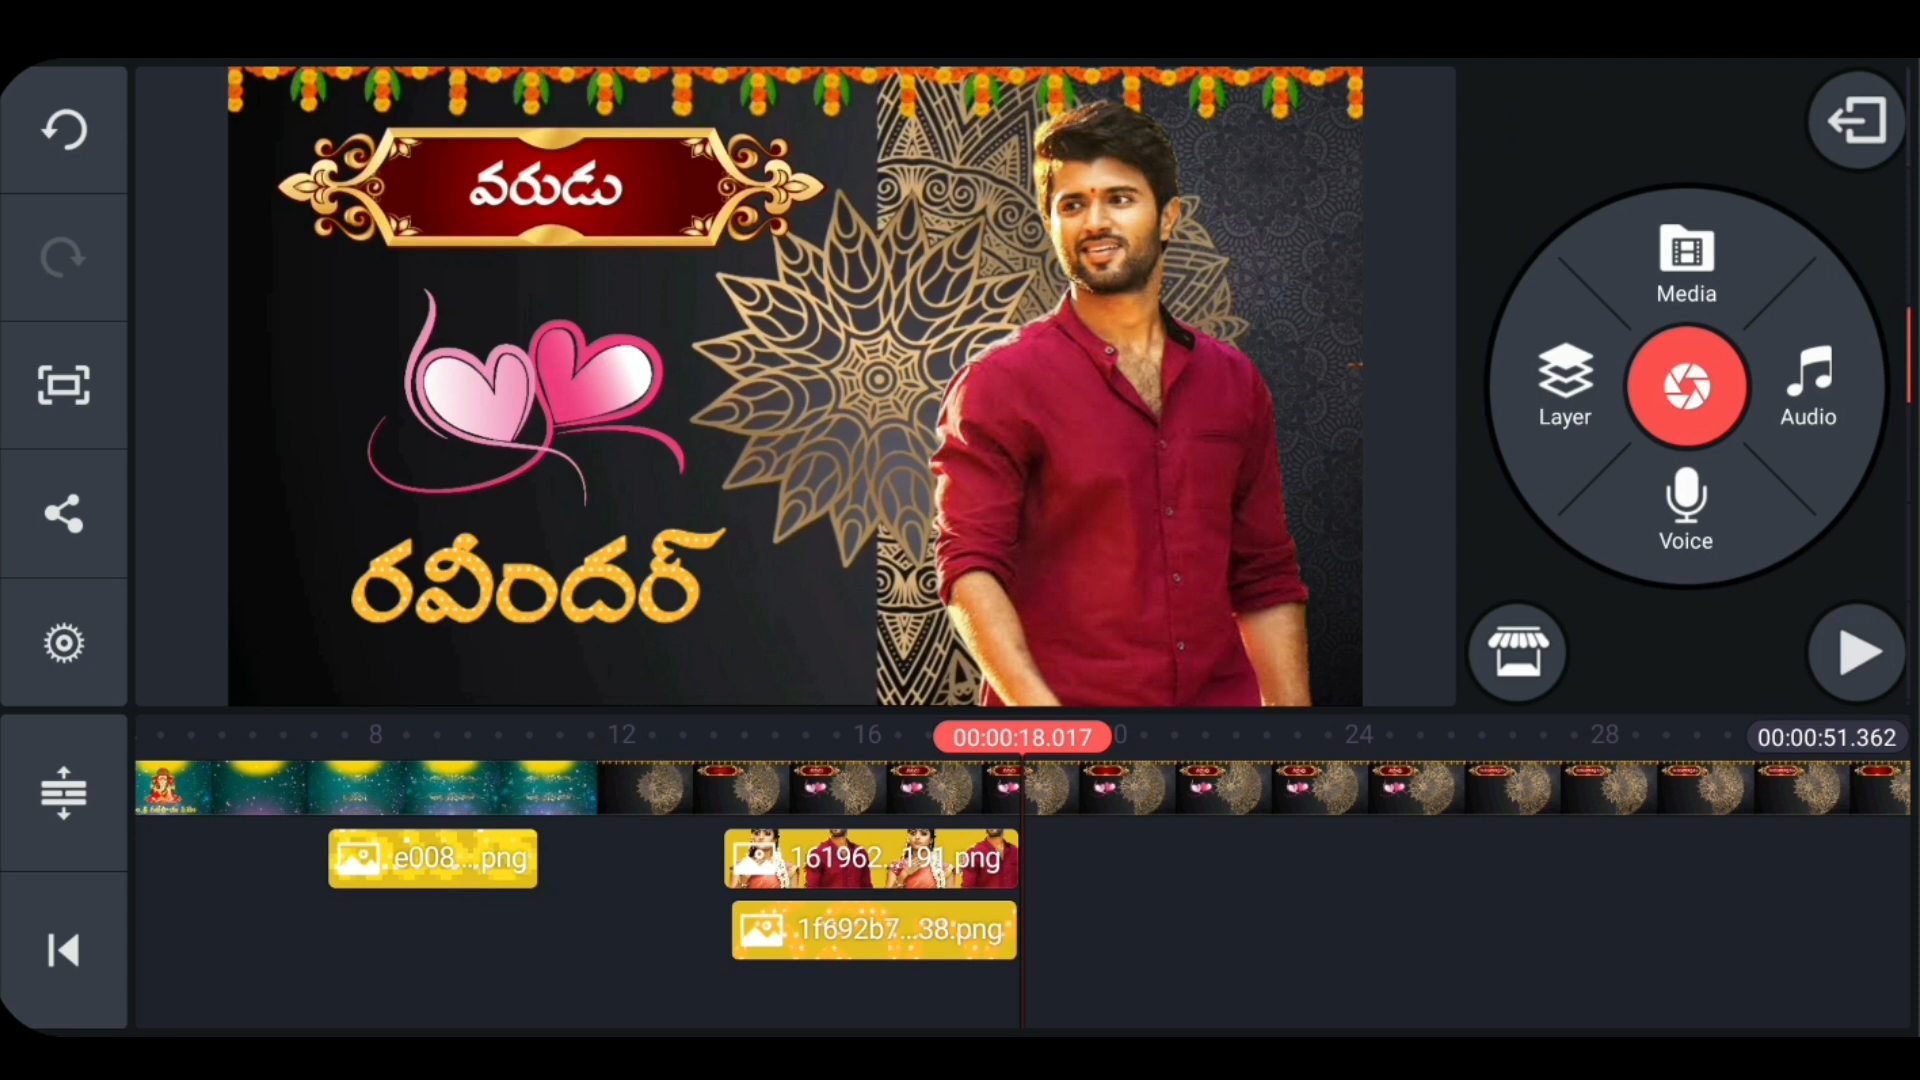 వరుడు
రవీందర్
Media
Layer
Audio
Voice
8
12
16
00:00:18.017
0
24
28
00:00:51.362
e008....png
161962...191.png
1f692b7...38.png